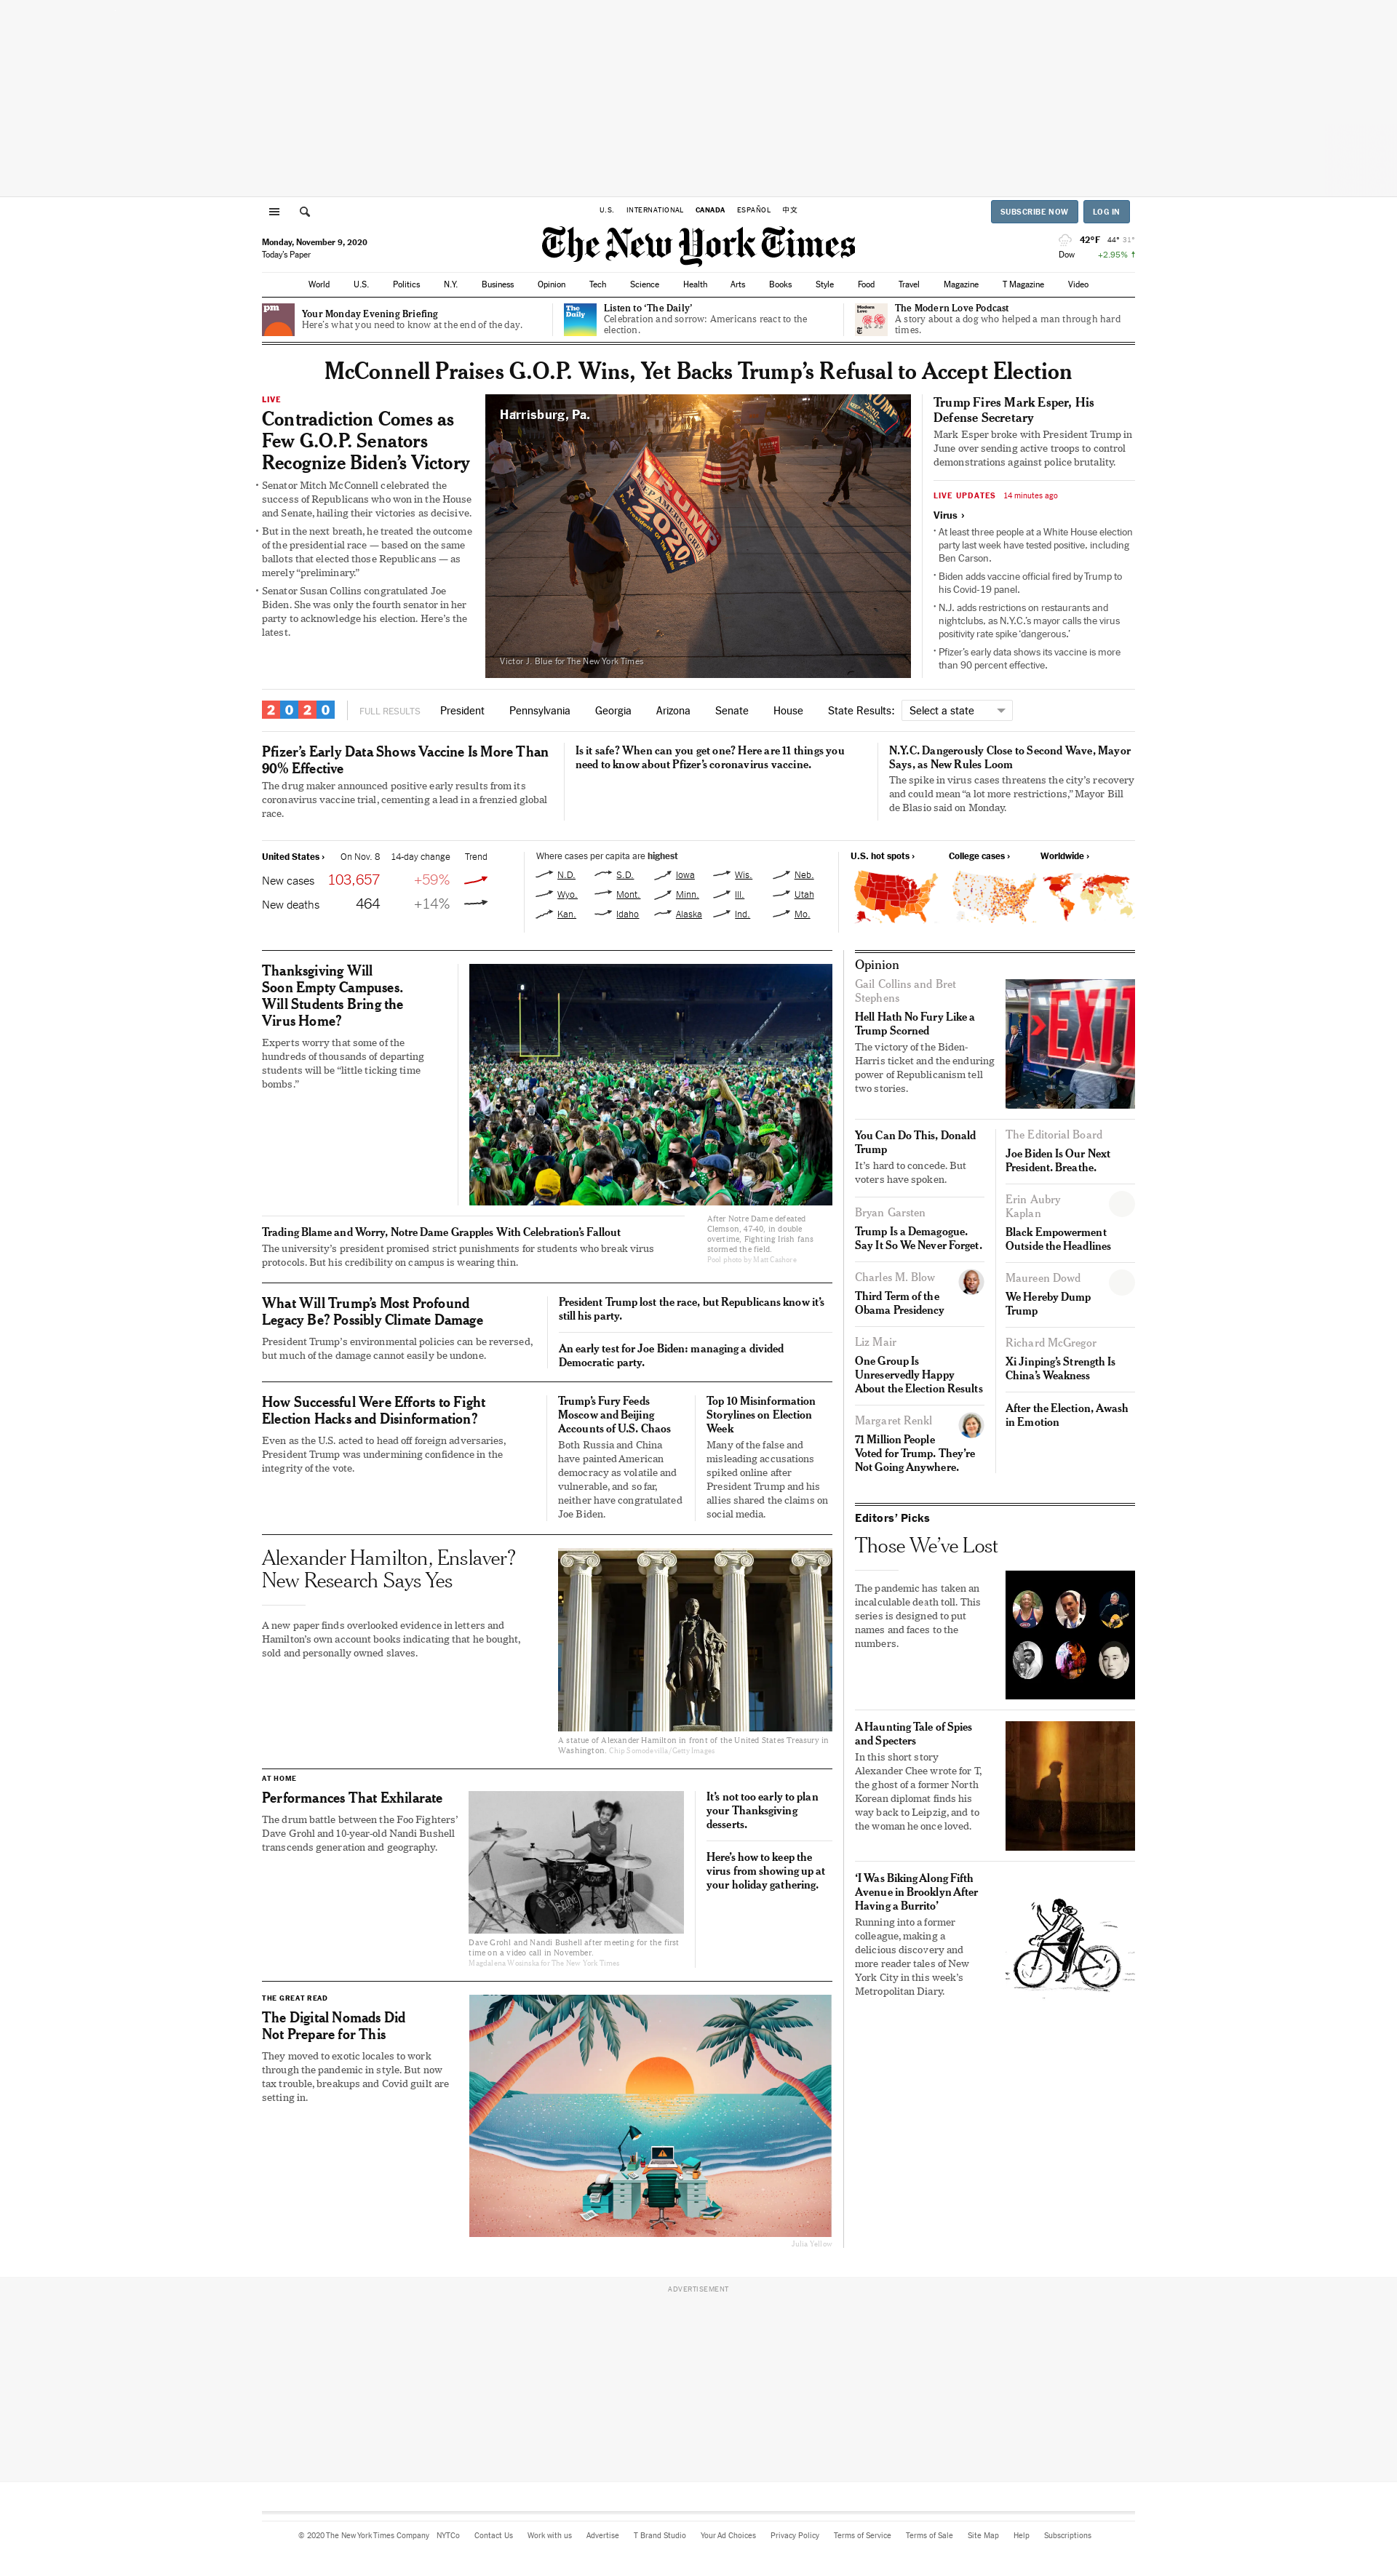 U.S. INTERNATIONAL CANADA ESPAÑOL 中文
SUBSCRIBE NOW LOG IN
Monday, November 9, 2020
Today's Paper
The New York Times
42°F 44° 31°
Dow +2.95% ↑
World U.S. Politics N.Y. Business Opinion Tech Science Health Arts Books Style Food Travel Magazine T Magazine Video
pm
Your Monday Evening Briefing
Here's what you need to know at the end of the day.
The
Daily
Listen to 'The Daily'
Celebration and sorrow: Americans react to the
election.
Modern
Love
The Modern Love Podcast
A story about a dog who helped a man through hard
times.
McConnell Praises G.O.P. Wins, Yet Backs Trump's Refusal to Accept Election
LIVE
Contradiction Comes as
Few G.O.P. Senators
Recognize Biden's Victory
• Senator Mitch McConnell celebrated the
success of Republicans who won in the House
and Senate, hailing their victories as decisive.
• But in the next breath, he treated the outcome
of the presidential race — based on the same
ballots that elected those Republicans — as
merely “preliminary.”
• Senator Susan Collins congratulated Joe
Biden. She was only the fourth senator in her
party to acknowledge his election. Here's the
latest.
Harrisburg, Pa.
TRUMP
KEEP AMERICA GREAT!
For President Of The U.S.A
2020
Victor J. Blue for The New York Times
Trump Fires Mark Esper, His
Defense Secretary
Mark Esper broke with President Trump in
June over sending active troops to control
demonstrations against police brutality.
LIVE UPDATES 14 minutes ago
Virus ›
• At least three people at a White House election
party last week have tested positive, including
Ben Carson.
• Biden adds vaccine official fired by Trump to
his Covid-19 panel.
• N.J. adds restrictions on restaurants and
nightclubs, as N.Y.C.'s mayor calls the virus
positivity rate spike 'dangerous.'
• Pfizer's early data shows its vaccine is more
than 90 percent effective.
2020 FULL RESULTS President Pennsylvania Georgia Arizona Senate House State Results: Select a state
Pfizer's Early Data Shows Vaccine Is More Than
90% Effective
The drug maker announced positive early results from its
coronavirus vaccine trial, cementing a lead in a frenzied global
race.
Is it safe? When can you get one? Here are 11 things you
need to know about Pfizer's coronavirus vaccine.
N.Y.C. Dangerously Close to Second Wave, Mayor
Says, as New Rules Loom
The spike in virus cases threatens the city's recovery
and could mean “a lot more restrictions,” Mayor Bill
de Blasio said on Monday.
United States › On Nov. 8 14-day change Trend
New cases 103,657 +59%
New deaths 464 +14%
Where cases per capita are highest
N.D. S.D. Iowa Wis. Neb.
Wyo. Mont. Minn. Ill. Utah
Kan. Idaho Alaska Ind. Mo.
U.S. hot spots › College cases › Worldwide ›
Thanksgiving Will
Soon Empty Campuses.
Will Students Bring the
Virus Home?
Experts worry that some of the
hundreds of thousands of departing
students will be “little ticking time
bombs.”
Trading Blame and Worry, Notre Dame Grapples With Celebration's Fallout
The university's president promised strict punishments for students who break virus
protocols. But his credibility on campus is wearing thin.
After Notre Dame defeated
Clemson, 47-40, in double
overtime, Fighting Irish fans
stormed the field.
Pool photo by Matt Cashore
What Will Trump's Most Profound
Legacy Be? Possibly Climate Damage
President Trump's environmental policies can be reversed,
but much of the damage cannot easily be undone.
President Trump lost the race, but Republicans know it's
still his party.
An early test for Joe Biden: managing a divided
Democratic party.
How Successful Were Efforts to Fight
Election Hacks and Disinformation?
Even as the U.S. acted to head off foreign adversaries,
President Trump was undermining confidence in the
integrity of the vote.
Trump's Fury Feeds
Moscow and Beijing
Accounts of U.S. Chaos
Both Russia and China
have painted American
democracy as volatile and
vulnerable, and so far,
neither have congratulated
Joe Biden.
Top 10 Misinformation
Storylines on Election
Week
Many of the false and
misleading accusations
spiked online after
President Trump and his
allies shared the claims on
social media.
Alexander Hamilton, Enslaver?
New Research Says Yes
A new paper finds overlooked evidence in letters and
Hamilton's own account books indicating that he bought,
sold and personally owned slaves.
A statue of Alexander Hamilton in front of the United States Treasury in
Washington. Chip Somodevilla/Getty Images
AT HOME
Performances That Exhilarate
The drum battle between the Foo Fighters'
Dave Grohl and 10-year-old Nandi Bushell
transcends generation and geography.
Dave Grohl and Nandi Bushell after meeting for the first
time on a video call in November.
Magdalena Wosinska for The New York Times
It's not too early to plan
your Thanksgiving
desserts.
Here's how to keep the
virus from showing up at
your holiday gathering.
THE GREAT READ
The Digital Nomads Did
Not Prepare for This
They moved to exotic locales to work
through the pandemic in style. But now
tax trouble, breakups and Covid guilt are
setting in.
Julia Yellow
Opinion
Gail Collins and Bret
Stephens
Hell Hath No Fury Like a
Trump Scorned
The victory of the Biden-
Harris ticket and the enduring
power of Republicanism tell
two stories.
EXIT
You Can Do This, Donald
Trump
It's hard to concede. But
voters have spoken.
Bryan Garsten
Trump Is a Demagogue.
Say It So We Never Forget.
Charles M. Blow
Third Term of the
Obama Presidency
Liz Mair
One Group Is
Unreservedly Happy
About the Election Results
Margaret Renkl
71 Million People
Voted for Trump. They're
Not Going Anywhere.
The Editorial Board
Joe Biden Is Our Next
President. Breathe.
Erin Aubry
Kaplan
Black Empowerment
Outside the Headlines
Maureen Dowd
We Hereby Dump
Trump
Richard McGregor
Xi Jinping's Strength Is
China's Weakness
After the Election, Awash
in Emotion
Editors' Picks
Those We've Lost
The pandemic has taken an
incalculable death toll. This
series is designed to put
names and faces to the
numbers.
A Haunting Tale of Spies
and Specters
In this short story
Alexander Chee wrote for T,
the ghost of a former North
Korean diplomat finds his
way back to Leipzig, and to
the woman he once loved.
'I Was Biking Along Fifth
Avenue in Brooklyn After
Having a Burrito'
Running into a former
colleague, making a
delicious discovery and
more reader tales of New
York City in this week's
Metropolitan Diary.
ADVERTISEMENT
© 2020 The New York Times Company NYTCo Contact Us Work with us Advertise T Brand Studio Your Ad Choices Privacy Policy Terms of Service Terms of Sale Site Map Help Subscriptions